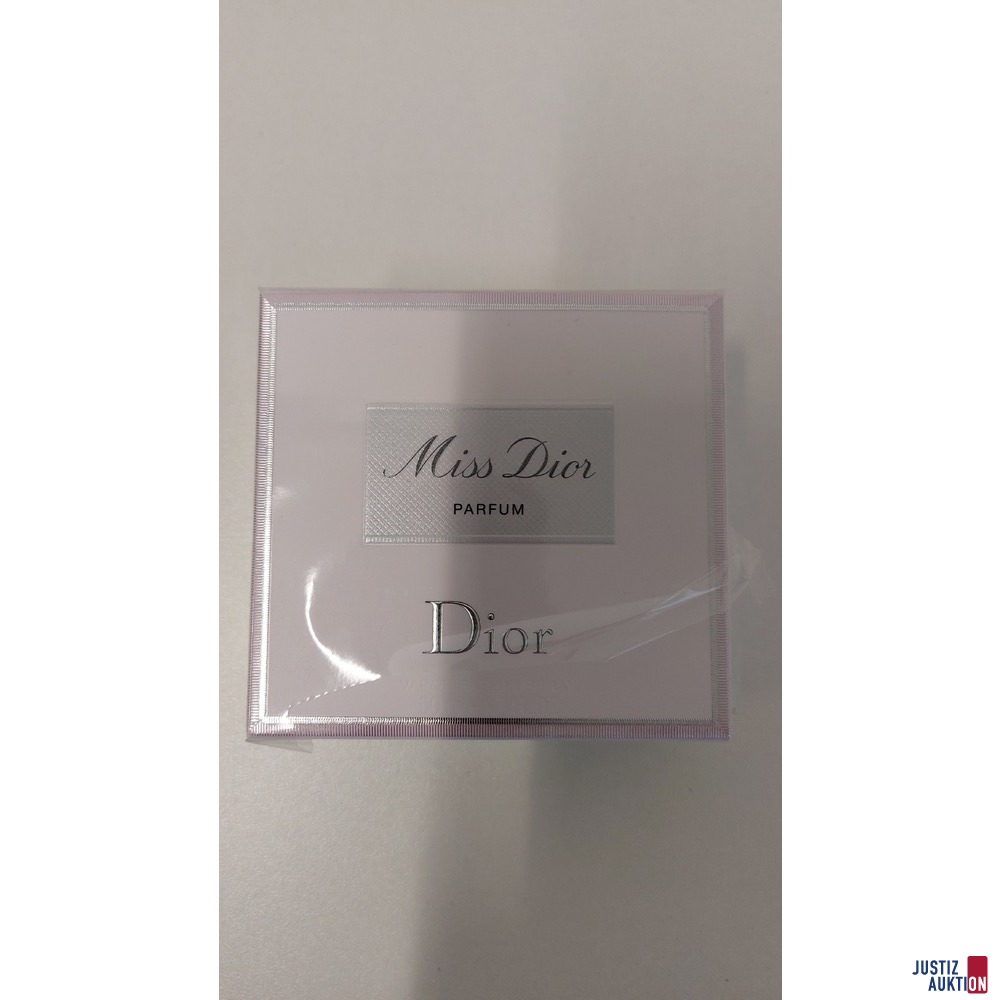 Miss Dior
PARFUM
Dior
JUSTIZ
AUKTION